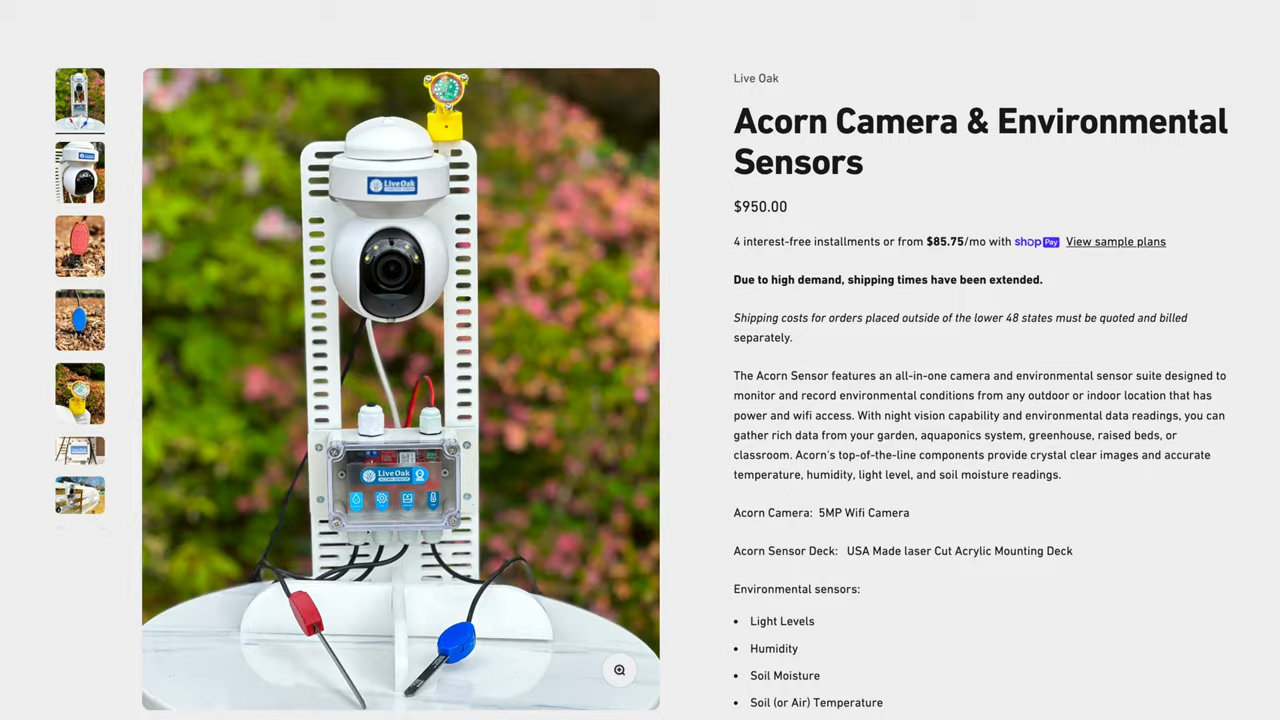 Live Oak
Acorn Camera & Environmental
Sensors
$950.00
4 interest-free installments or from $85.75/mo with shop Pay View sample plans
Due to high demand, shipping times have been extended.
Shipping costs for orders placed outside of the lower 48 states must be quoted and billed
separately.
The Acorn Sensor features an all-in-one camera and environmental sensor suite designed to
monitor and record environmental conditions from any outdoor or indoor location that has
power and wifi access. With night vision capability and environmental data readings, you can
gather rich data from your garden, aquaponics system, greenhouse, raised beds, or
classroom. Acorn's top-of-the-line components provide crystal clear images and accurate
temperature, humidity, light level, and soil moisture readings.
Acorn Camera: 5MP Wifi Camera
Acorn Sensor Deck: USA Made laser Cut Acrylic Mounting Deck
Environmental sensors:
• Light Levels
• Humidity
• Soil Moisture
• Soil (or Air) Temperature
Live Oak
Live Oak